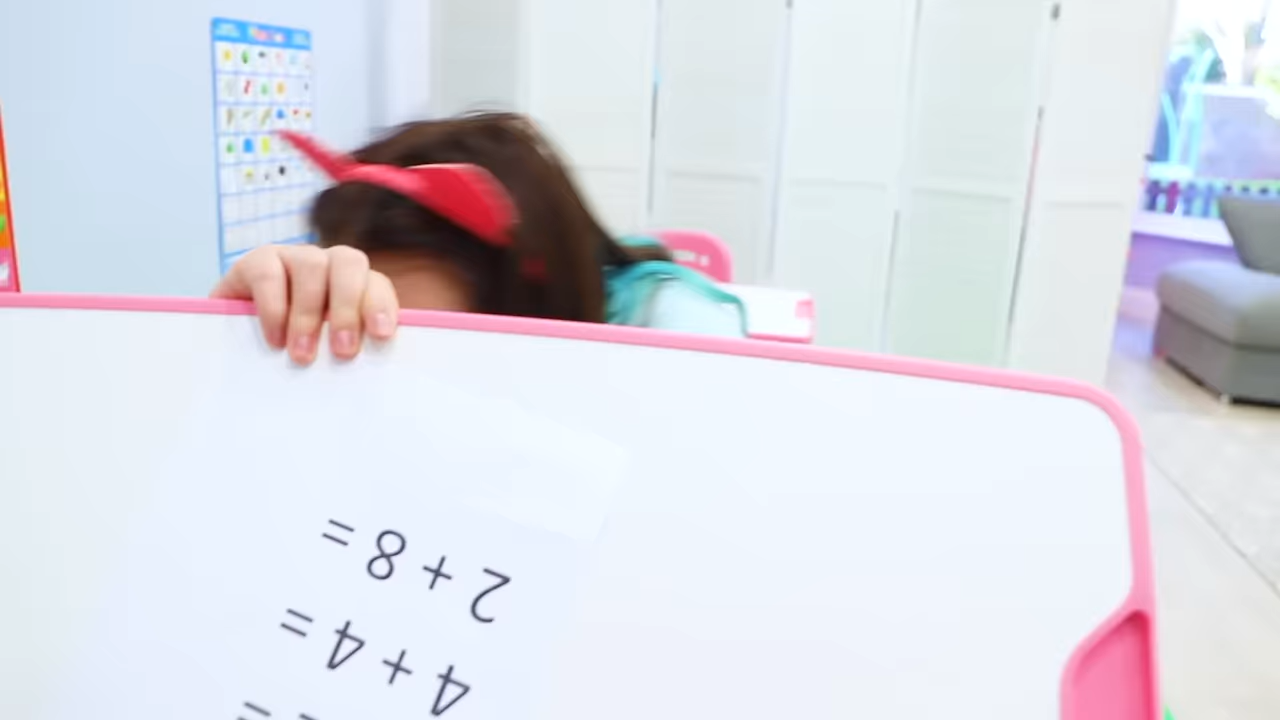 4 + 4 =
2 + 8 =